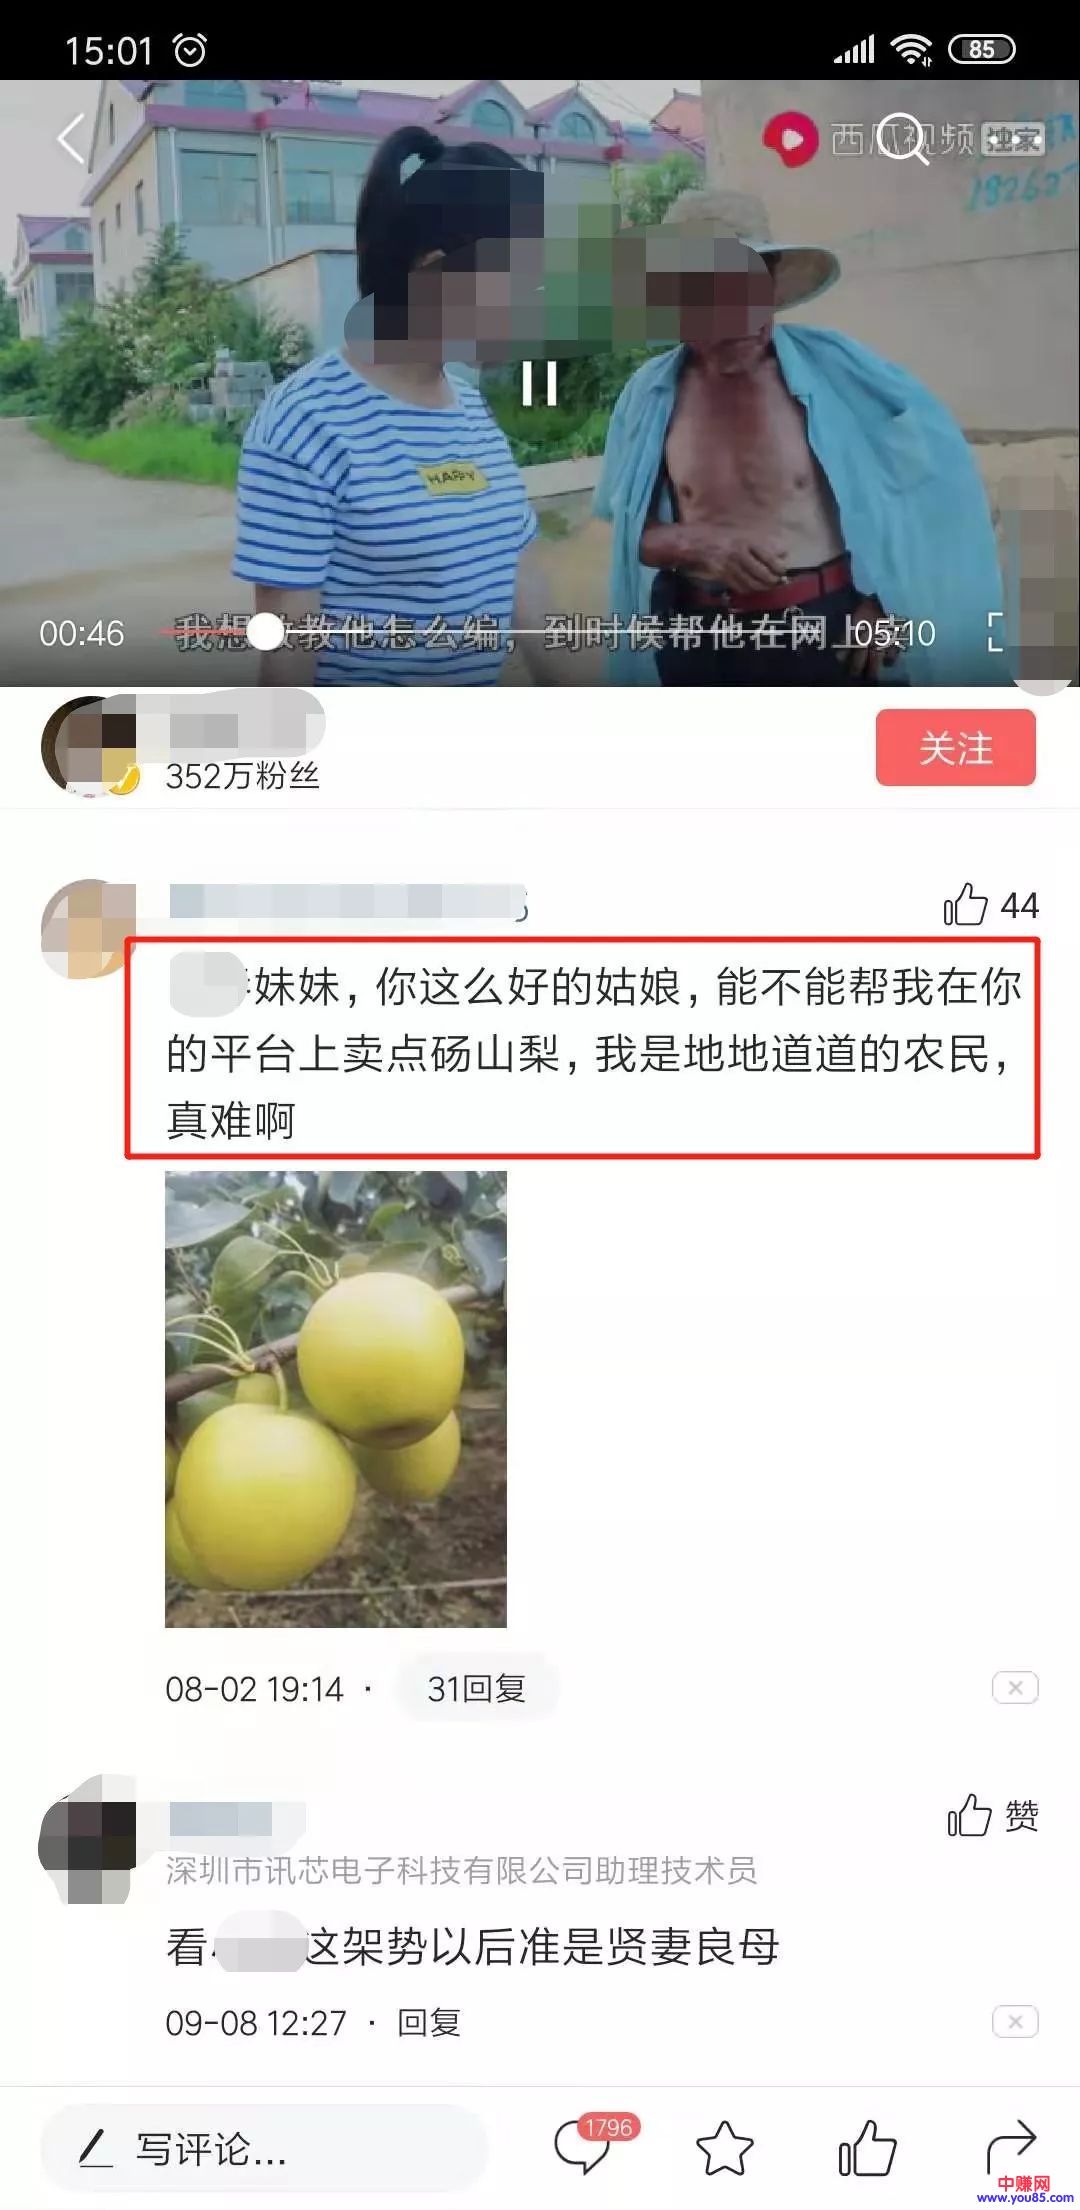 15:01
85
西瓜视频 独家
18262
HAPPY
00:46
我想 教他怎么编，到时候帮他在网上
05:10
352万粉丝
关注
44
妹妹，你这么好的姑娘，能不能帮我在你
的平台上卖点砀山梨，我是地地道道的农民，
真难啊
08-02 19:14 · 31回复
赞
深圳市讯芯电子科技有限公司助理技术员
看 这架势以后准是贤妻良母
09-08 12:27 · 回复
写评论...
1796
中赚网
www.you85.com